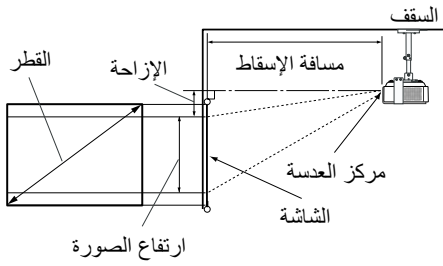 السقف
القطر
الإزاحة
مسافة الإسقاط
مركز العدسة
الشاشة
ارتفاع الصورة